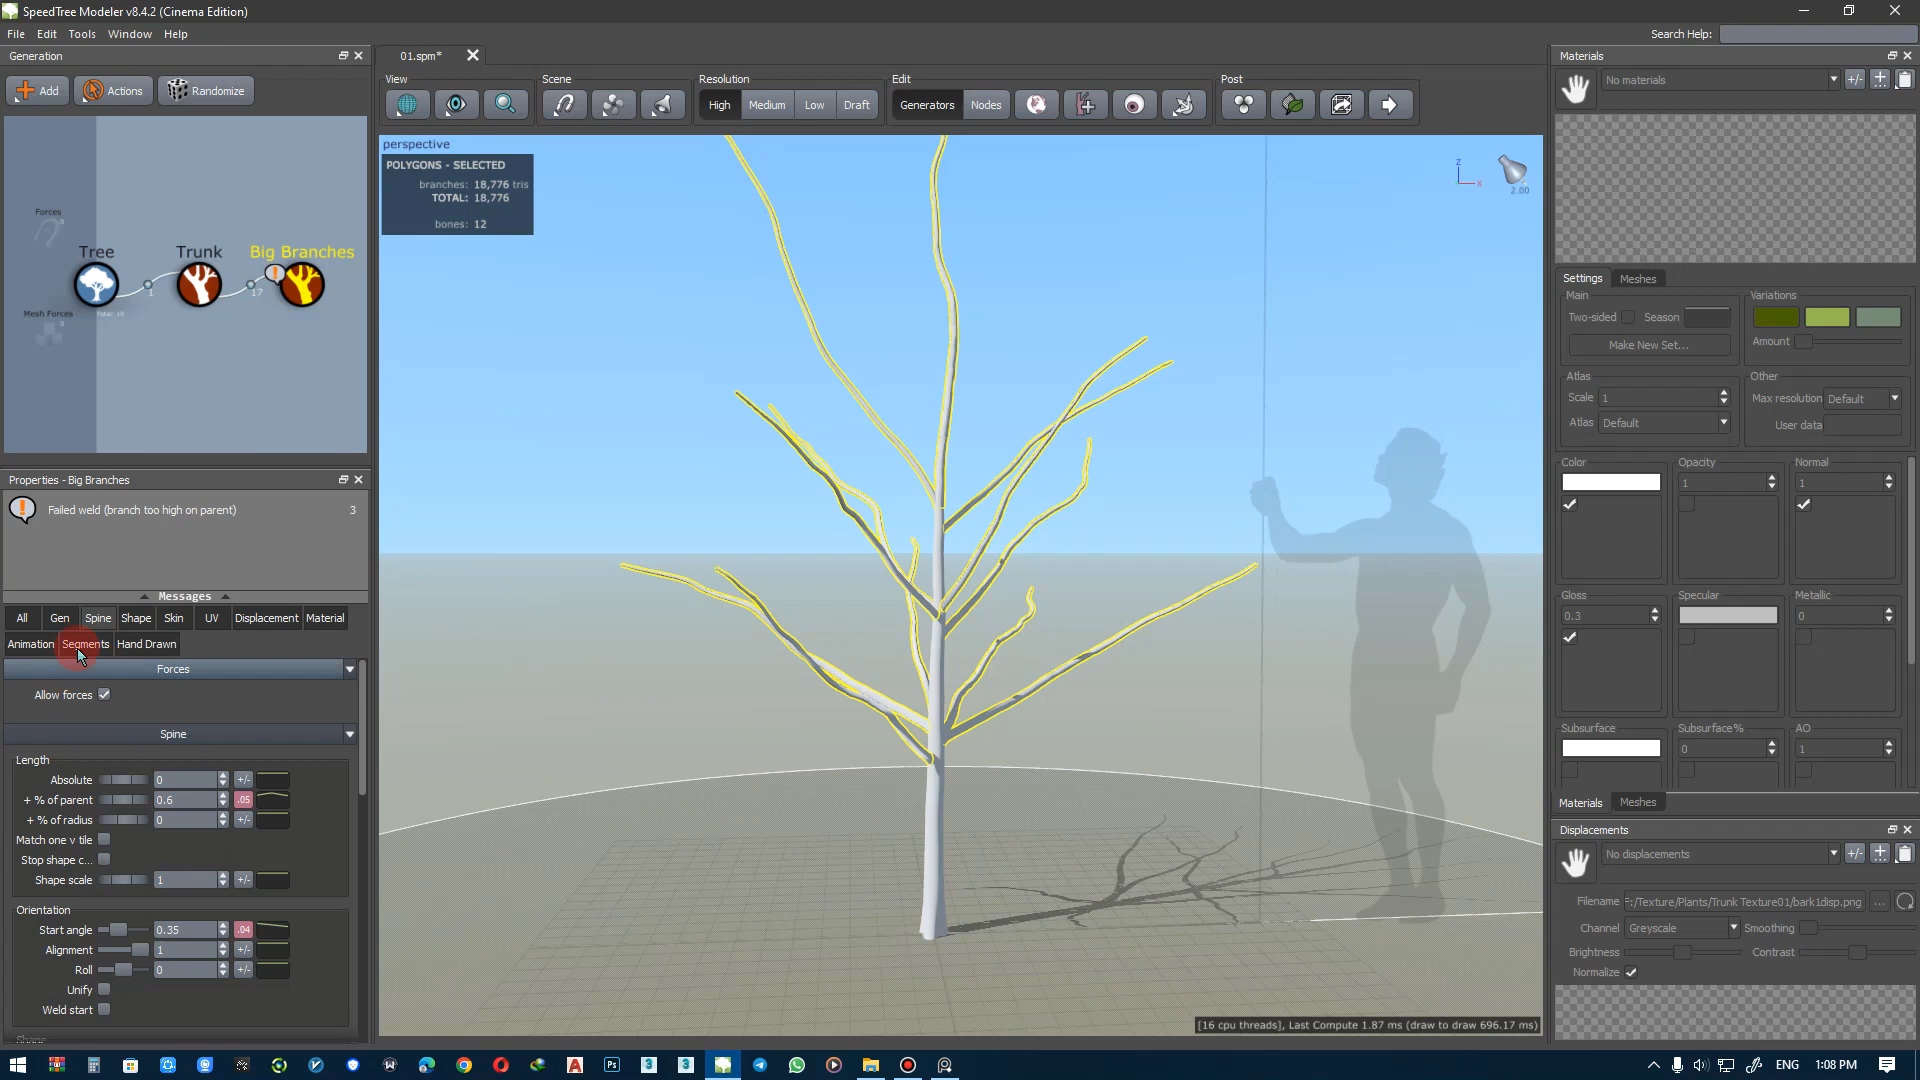 SpeedTree Modeler v8.4.2 (Cinema Edition)
File Edit Tools Window Help
Search Help:
Generation
Add Actions Randomize
Forces
Tree Trunk Big Branches
1 17
Mesh Forces
0
Properties - Big Branches
Failed weld (branch too high on parent) 3
Messages
All Gen Spine Shape Skin UV Displacement Material
Animation Segments Hand Drawn
Forces
Allow forces
Spine
Length
Absolute 0 +/-
+ % of parent 0.6 .05
+ % of radius 0 +/-
Match one v tile
Stop shape c...
Shape scale 1 +/-
Orientation
Start angle 0.35 .04
Alignment 1 +/-
Roll 0 +/-
Unify
Weld start
Shape
01.spm*
View Scene Resolution Edit Post
High Medium Low Draft
Generators Nodes
perspective
POLYGONS - SELECTED
branches: 18,776 tris
TOTAL: 18,776
bones: 12
z
x
2.00
[16 cpu threads], Last Compute 1.87 ms (draw to draw 696.17 ms)
Materials
No materials +/-
Settings Meshes
Main
Two-sided Season
Make New Set...
Variations
Amount
Atlas
Scale 1
Atlas Default
Other
Max resolution Default
User data
Color Opacity Normal
1 1
Gloss Specular Metallic
0.3 0
Subsurface Subsurface% AO
0 1
Materials Meshes
Displacements
No displacements +/-
Filename F:/Texture/Plants/Trunk Texture01/bark1disp.png ...
Channel Greyscale Smoothing
Brightness Contrast
Normalize
ENG 1:08 PM